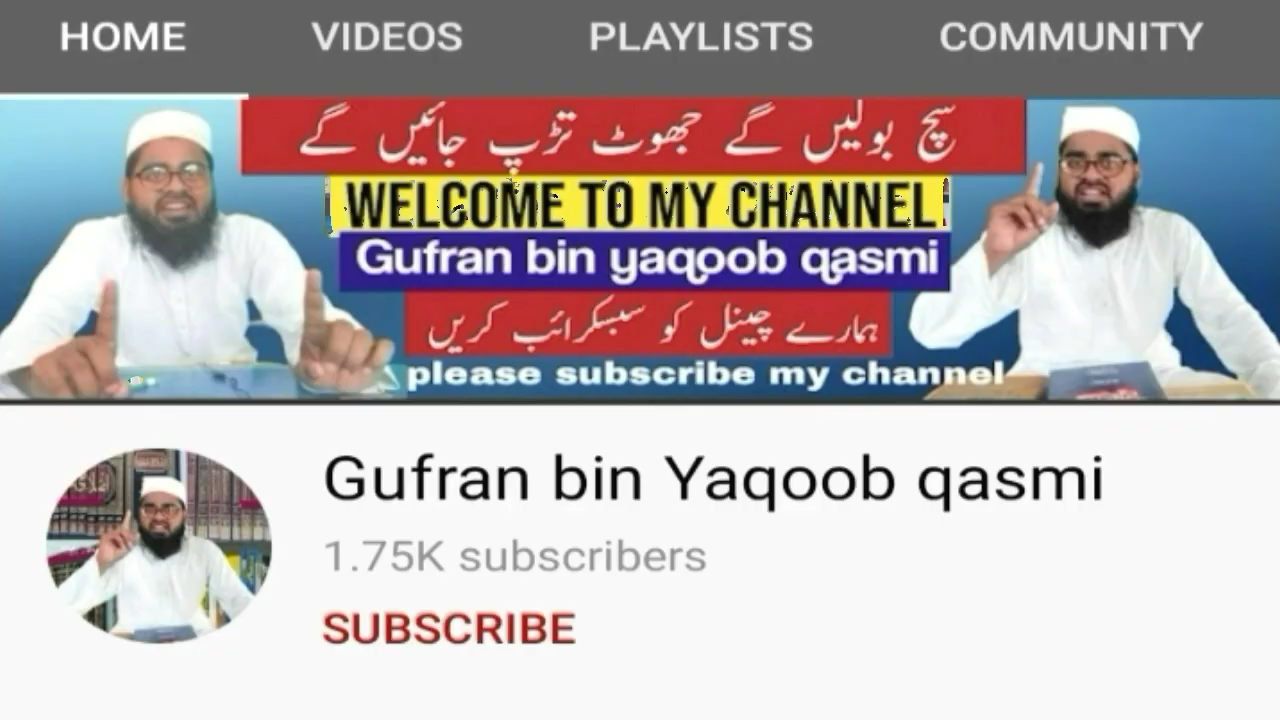 HOME VIDEOS PLAYLISTS COMMUNITY
سچ بولیں گے جھوٹ تڑپ جائیں گے
WELCOME TO MY CHANNEL
Gufran bin yaqoob qasmi
ہمارے چینل کو سبسکرائب کریں
please subscribe my channel
Gufran bin Yaqoob qasmi
1.75K subscribers
SUBSCRIBE